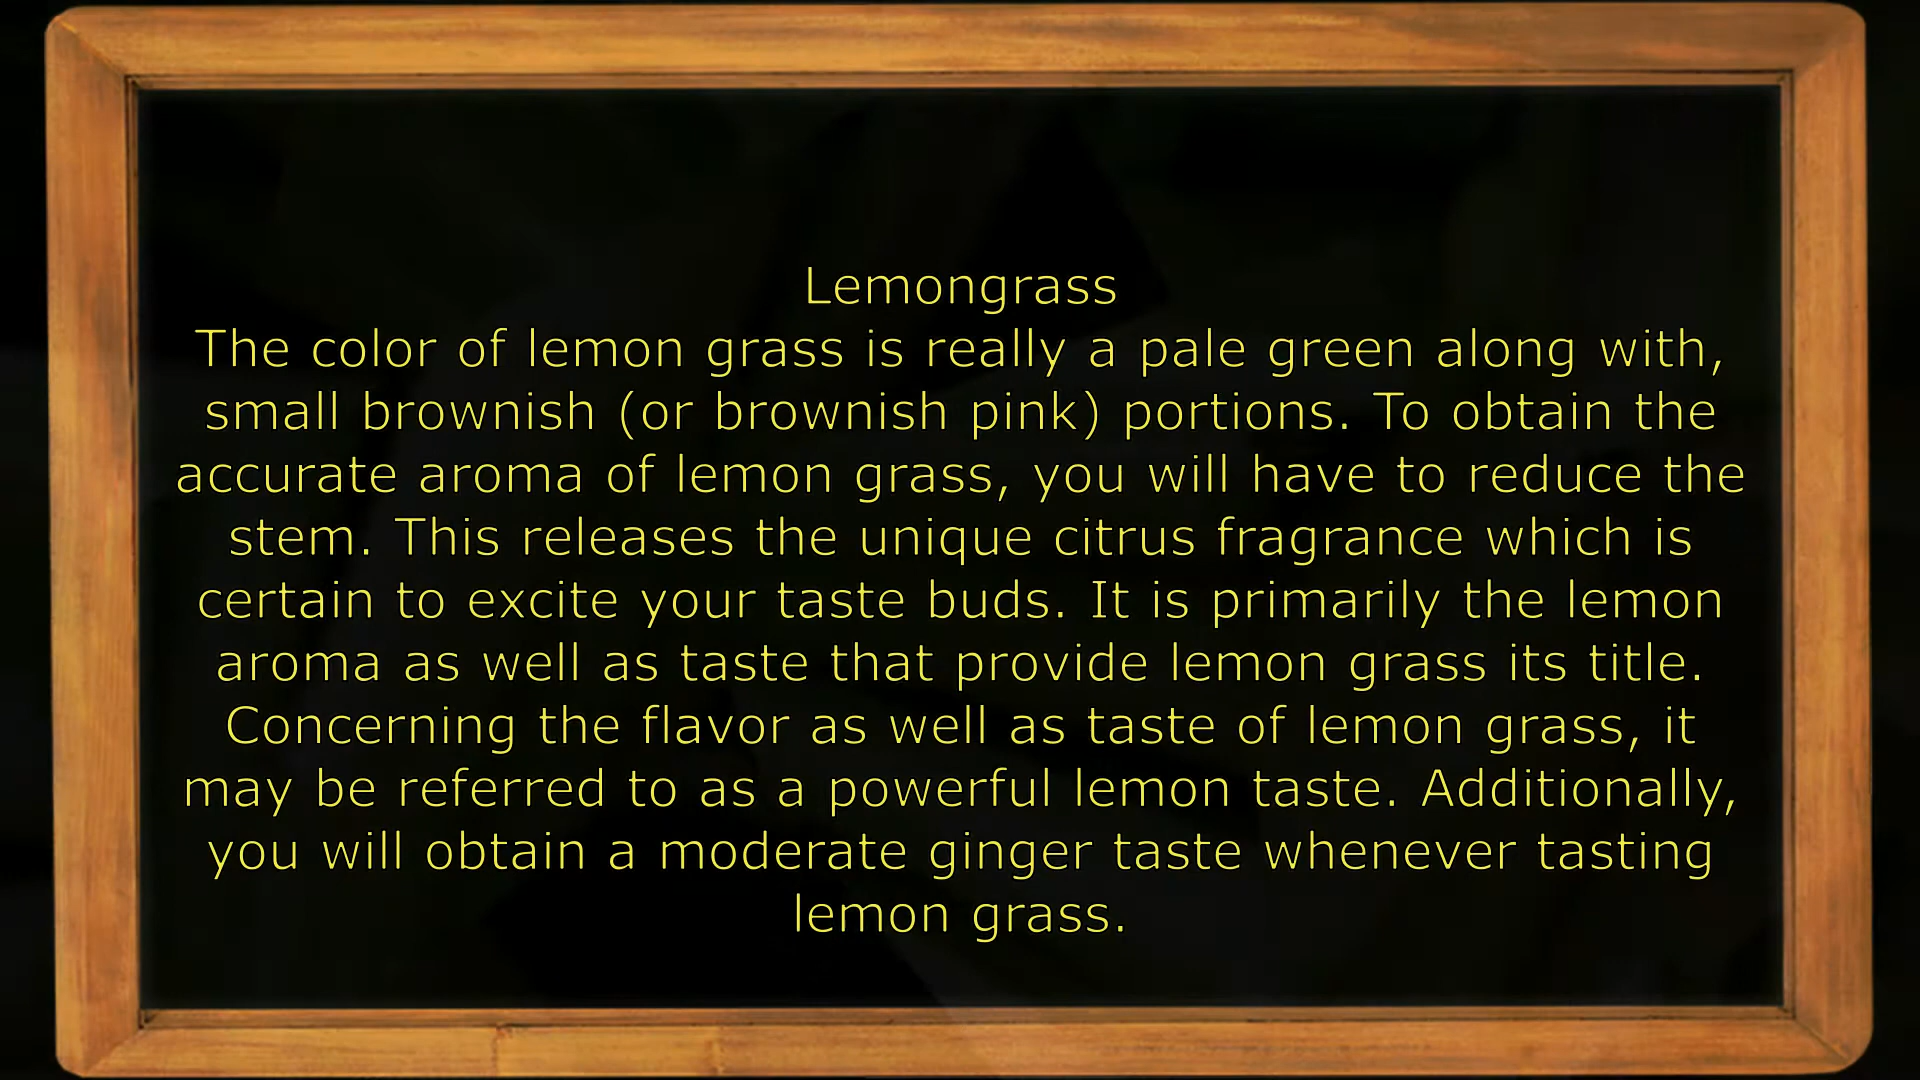 Lemongrass
The color of lemon grass is really a pale green along with,
small brownish (or brownish pink) portions. To obtain the
accurate aroma of lemon grass, you will have to reduce the
stem. This releases the unique citrus fragrance which is
certain to excite your taste buds. It is primarily the lemon
aroma as well as taste that provide lemon grass its title.
Concerning the flavor as well as taste of lemon grass, it
may be referred to as a powerful lemon taste. Additionally,
you will obtain a moderate ginger taste whenever tasting
lemon grass.